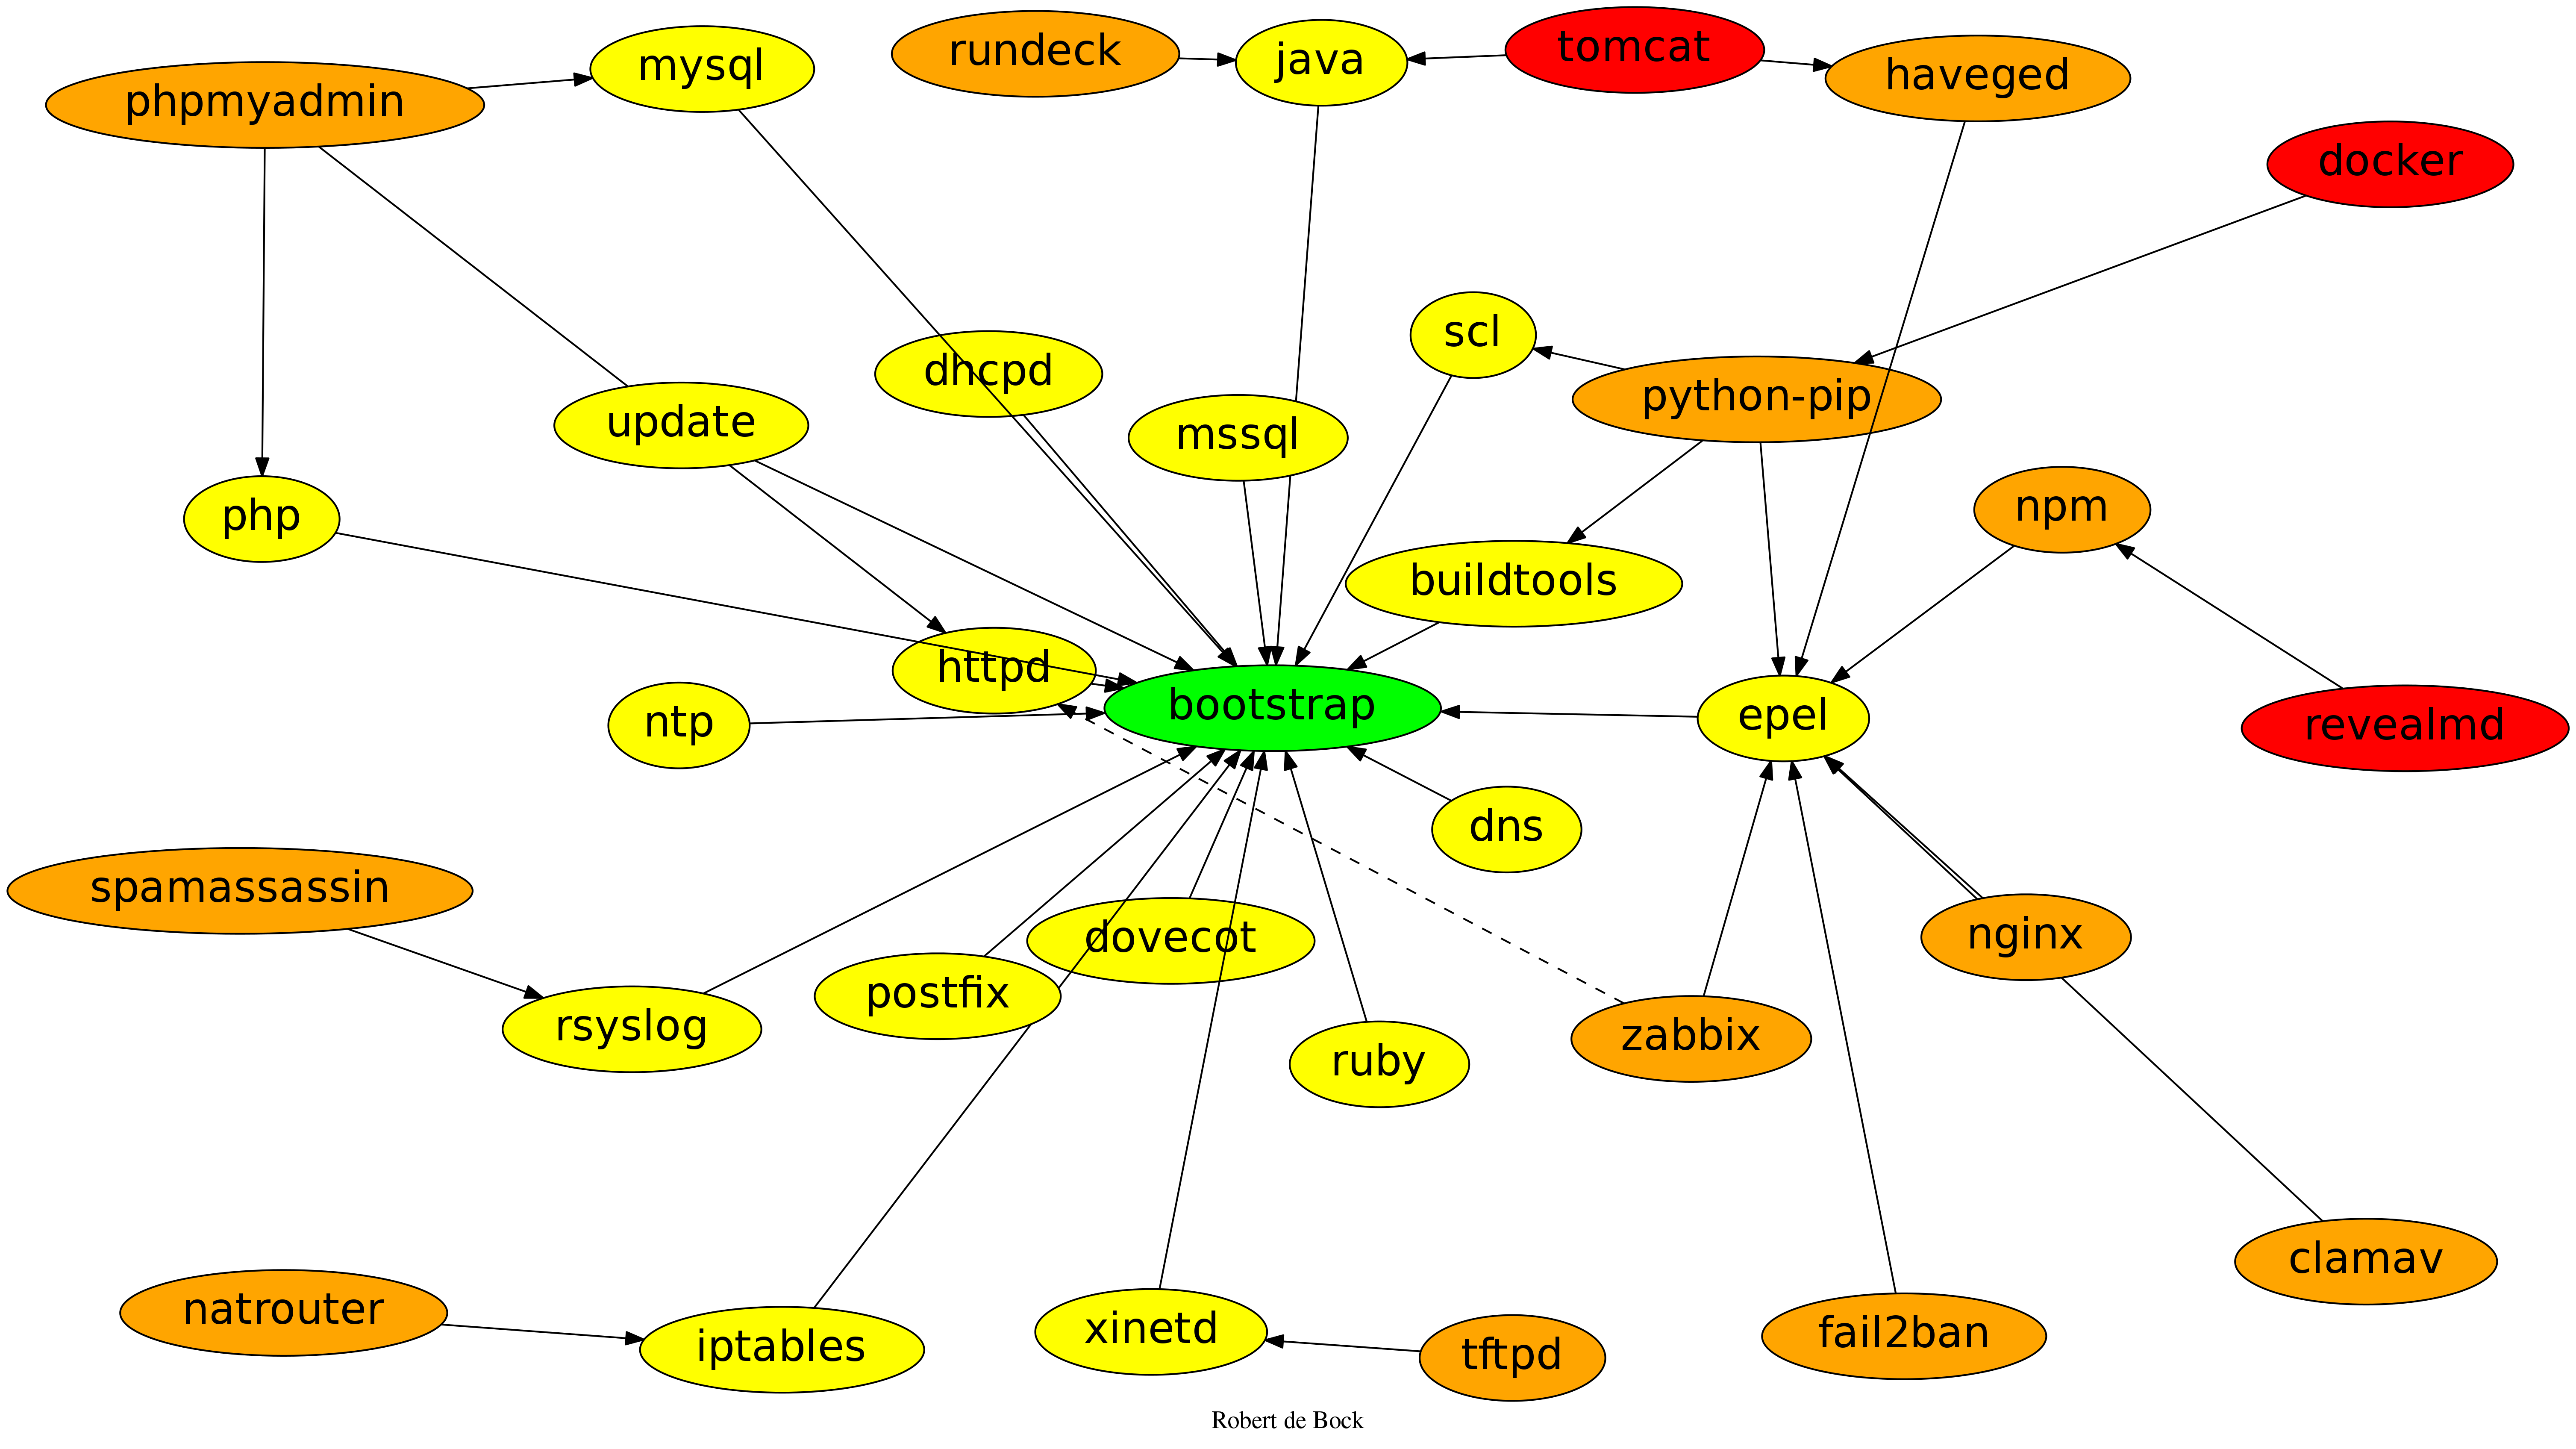 rundeck
java
tomcat
mysql
haveged
phpmyadmin
docker
scl
dhcpd
python-pip
update
mssql
npm
php
buildtools
httpd
bootstrap
epel
ntp
revealmd
dns
spamassassin
nginx
dovecot
postfix
rsyslog
zabbix
ruby
clamav
natrouter
xinetd
fail2ban
iptables
tftpd
Robert de Bock